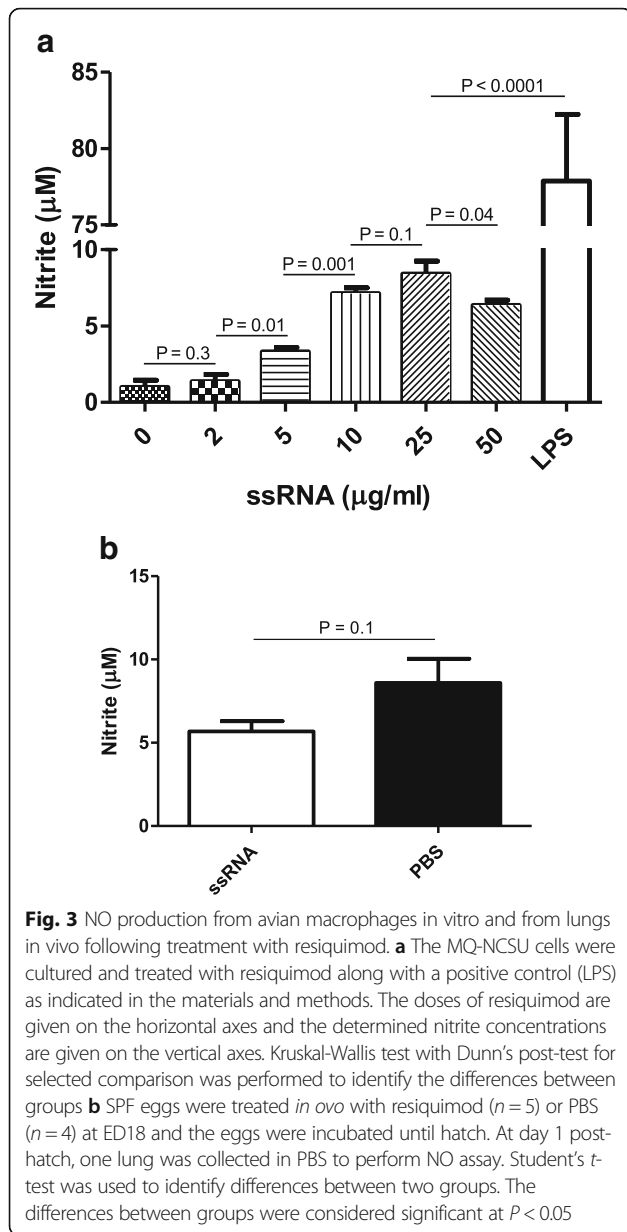 a
85
80
75
10
5
0
Nitrite (µM)
P < 0.0001
P = 0.04
P = 0.1
P = 0.001
P = 0.01
P = 0.3
0 2 5 10 25 50 LPS
ssRNA (µg/ml)
b
15
10
5
0
Nitrite (µM)
P = 0.1
ssRNA PBS
Fig. 3 NO production from avian macrophages in vitro and from lungs
in vivo following treatment with resiquimod. a The MQ-NCSU cells were
cultured and treated with resiquimod along with a positive control (LPS)
as indicated in the materials and methods. The doses of resiquimod are
given on the horizontal axes and the determined nitrite concentrations
are given on the vertical axes. Kruskal-Wallis test with Dunn's post-test for
selected comparison was performed to identify the differences between
groups b SPF eggs were treated in ovo with resiquimod (n = 5) or PBS
(n = 4) at ED18 and the eggs were incubated until hatch. At day 1 post-
hatch, one lung was collected in PBS to perform NO assay. Student's t-
test was used to identify differences between two groups. The
differences between groups were considered significant at P < 0.05